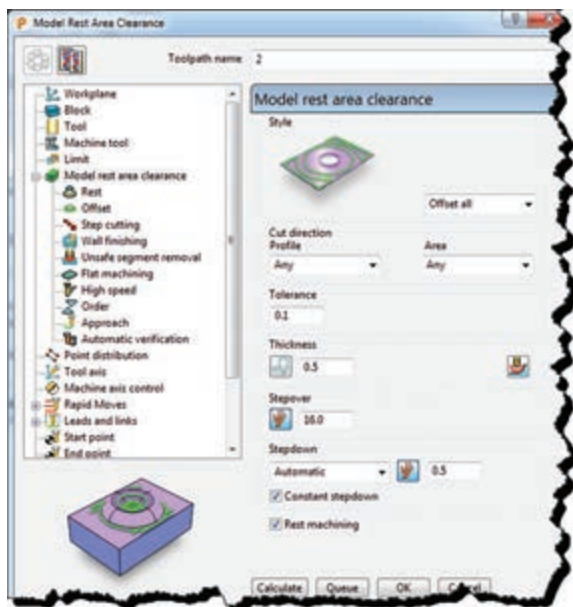 Model Rest Area Clearance
Toolpath name 2
Workplane
Block
Tool
Machine tool
Limit
Model rest area clearance
Rest
Offset
Step cutting
Wall finishing
Unsafe segment removal
Flat machining
High speed
Order
Approach
Automatic verification
Point distribution
Tool axis
Machine axis control
Rapid Moves
Leads and links
Start point
End point
Model rest area clearance
Style
Offset all
Cut direction
Profile Area
Any Any
Tolerance
0.1
Thickness
0.5
Stepover
16.0
Stepdown
Automatic 0.5
Constant stepdown
Rest machining
Calculate Queue OK Cancel